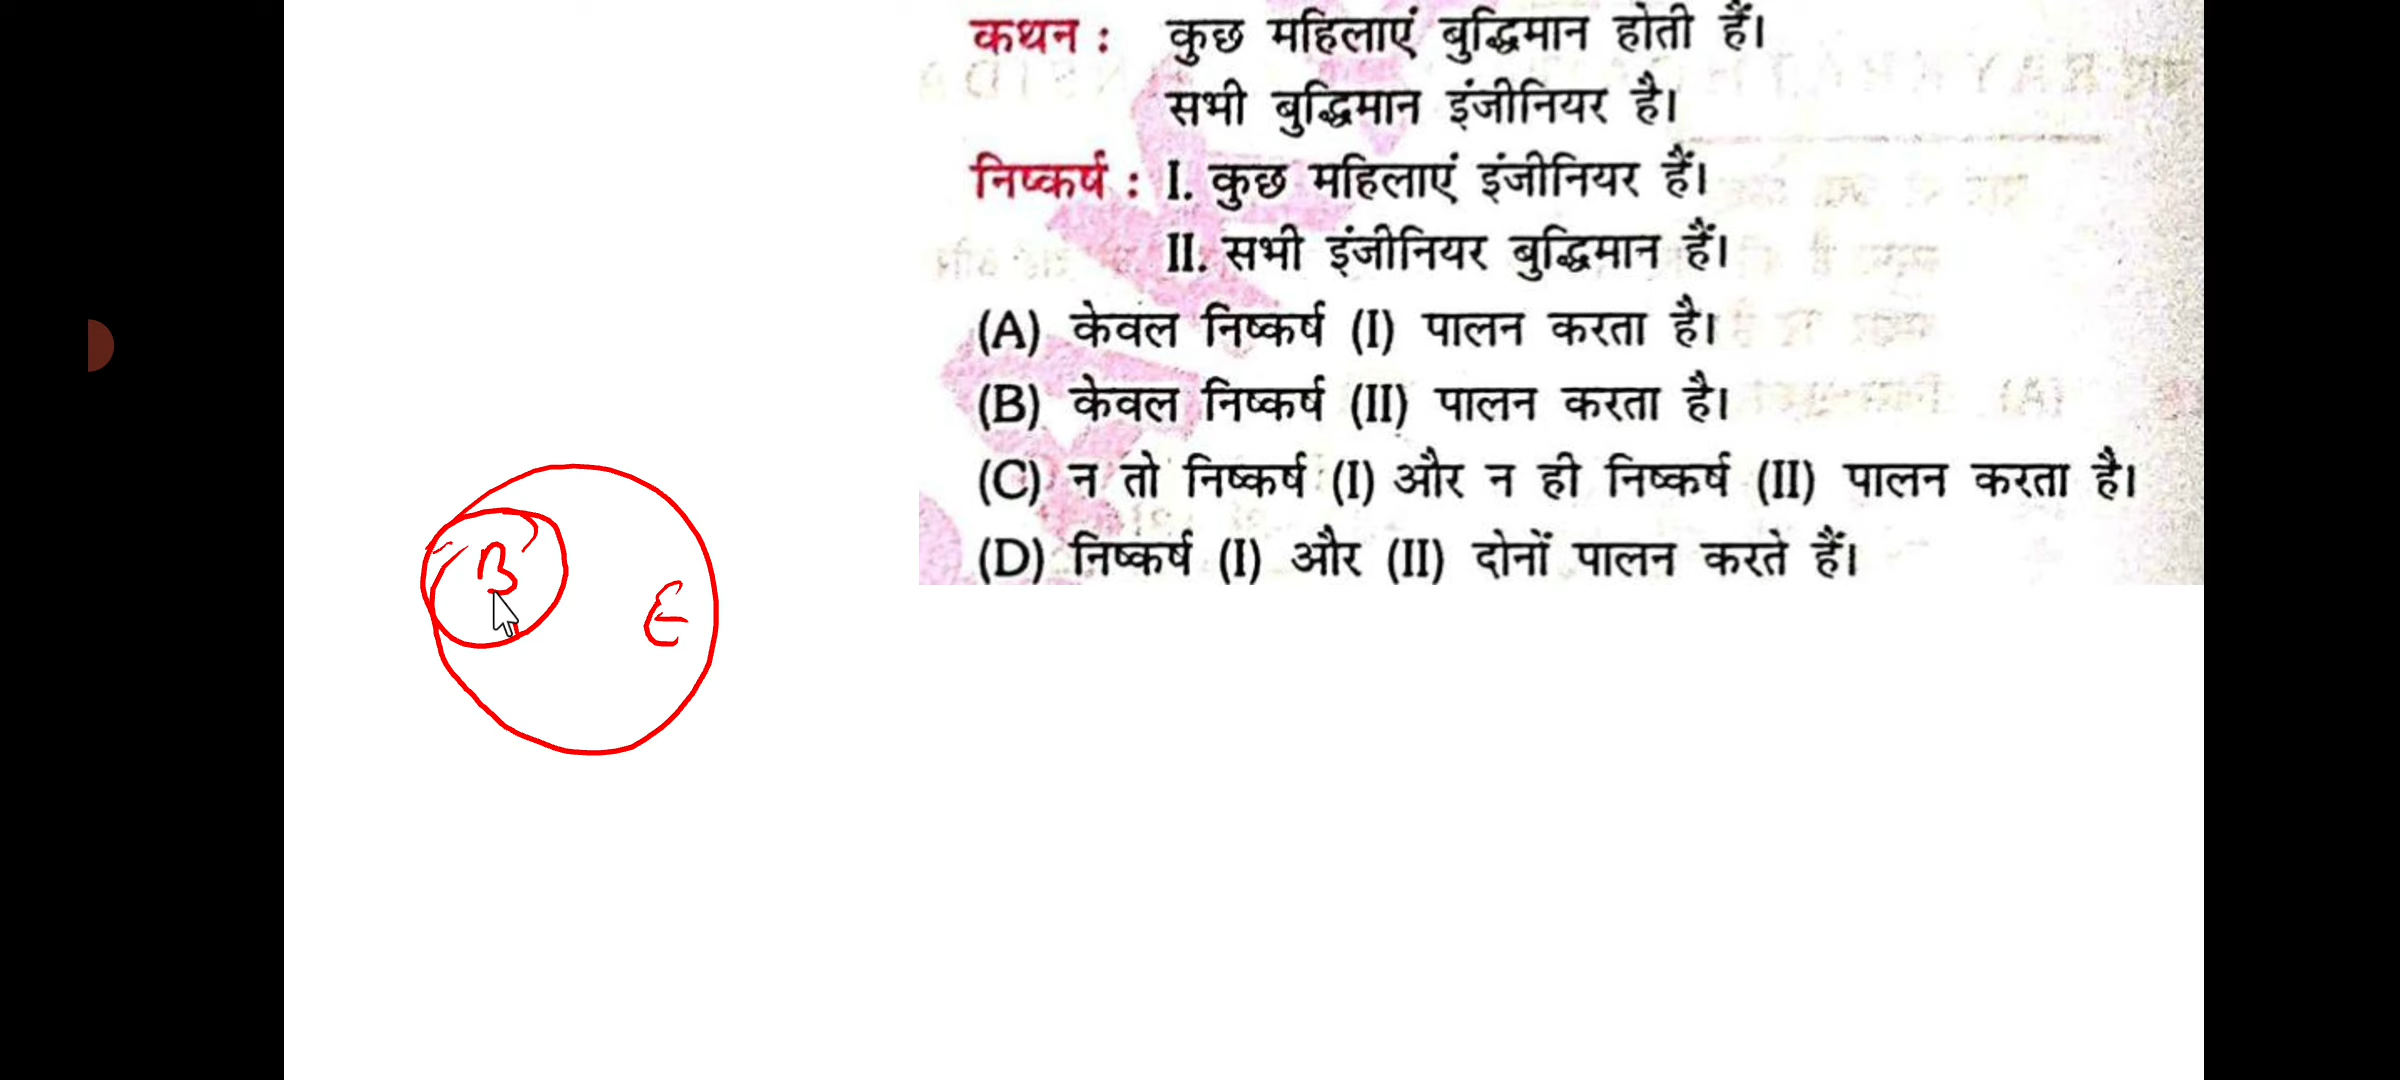 कथन : कुछ महिलाएं बुद्धिमान होती हैं।
सभी बुद्धिमान इंजीनियर है।
निष्कर्ष : I. कुछ महिलाएं इंजीनियर हैं।
II. सभी इंजीनियर बुद्धिमान हैं।
(A) केवल निष्कर्ष (I) पालन करता है।
(B) केवल निष्कर्ष (II) पालन करता है।
(C) न तो निष्कर्ष (I) और न ही निष्कर्ष (II) पालन करता है।
(D) निष्कर्ष (I) और (II) दोनों पालन करते हैं।
B
E